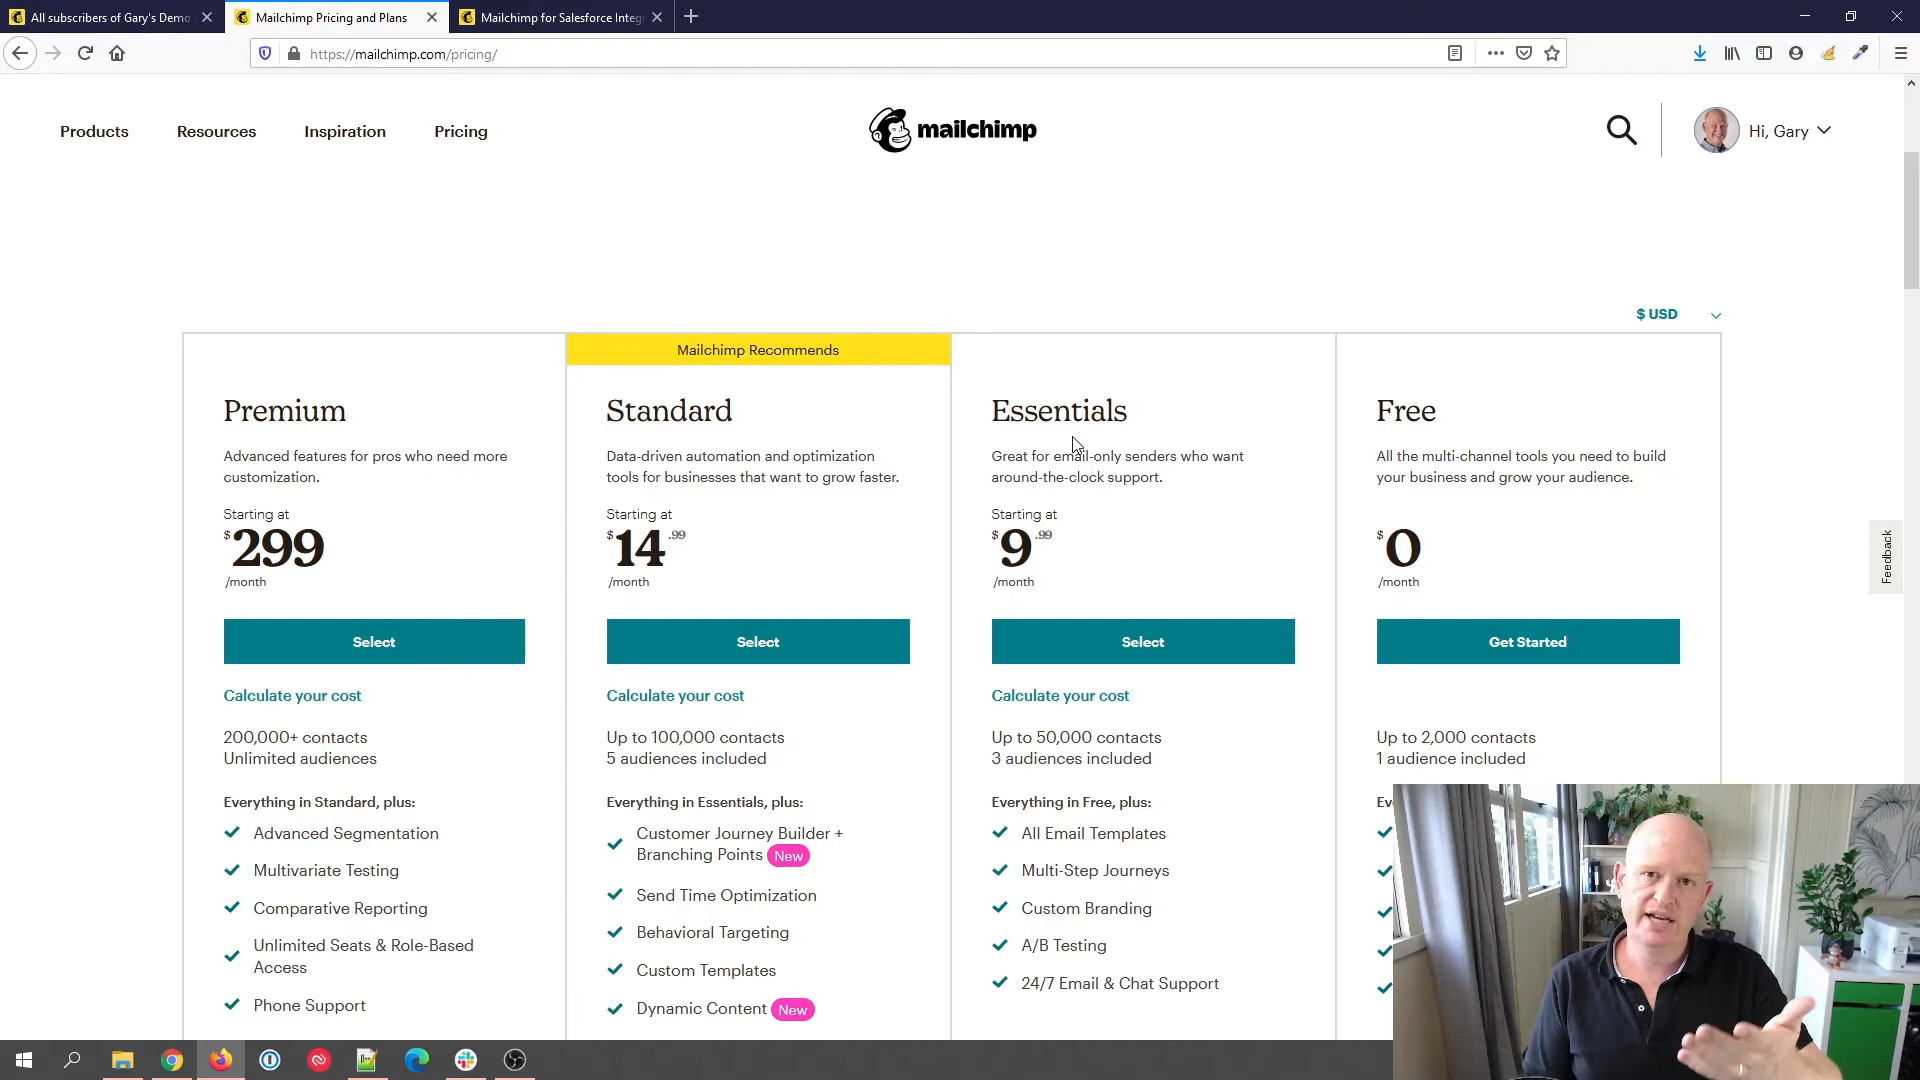 All subscribers of Gary's Demo
Mailchimp Pricing and Plans
Mailchimp for Salesforce Integ
https://mailchimp.com/pricing/
Products
Resources
Inspiration
Pricing
mailchimp
Hi, Gary
$ USD
Mailchimp Recommends
Premium
Advanced features for pros who need more
customization.
Starting at
$299
/month
Select
Calculate your cost
200,000+ contacts
Unlimited audiences
Everything in Standard, plus:
Advanced Segmentation
Multivariate Testing
Comparative Reporting
Unlimited Seats & Role-Based
Access
Phone Support
Standard
Data-driven automation and optimization
tools for businesses that want to grow faster.
Starting at
$14.99
/month
Select
Calculate your cost
Up to 100,000 contacts
5 audiences included
Everything in Essentials, plus:
Customer Journey Builder +
Branching Points New
Send Time Optimization
Behavioral Targeting
Custom Templates
Dynamic Content New
Essentials
Great for email-only senders who want
around-the-clock support.
Starting at
$9.99
/month
Select
Calculate your cost
Up to 50,000 contacts
3 audiences included
Everything in Free, plus:
All Email Templates
Multi-Step Journeys
Custom Branding
A/B Testing
24/7 Email & Chat Support
Free
All the multi-channel tools you need to build
your business and grow your audience.
$0
/month
Get Started
Up to 2,000 contacts
1 audience included
Feedback